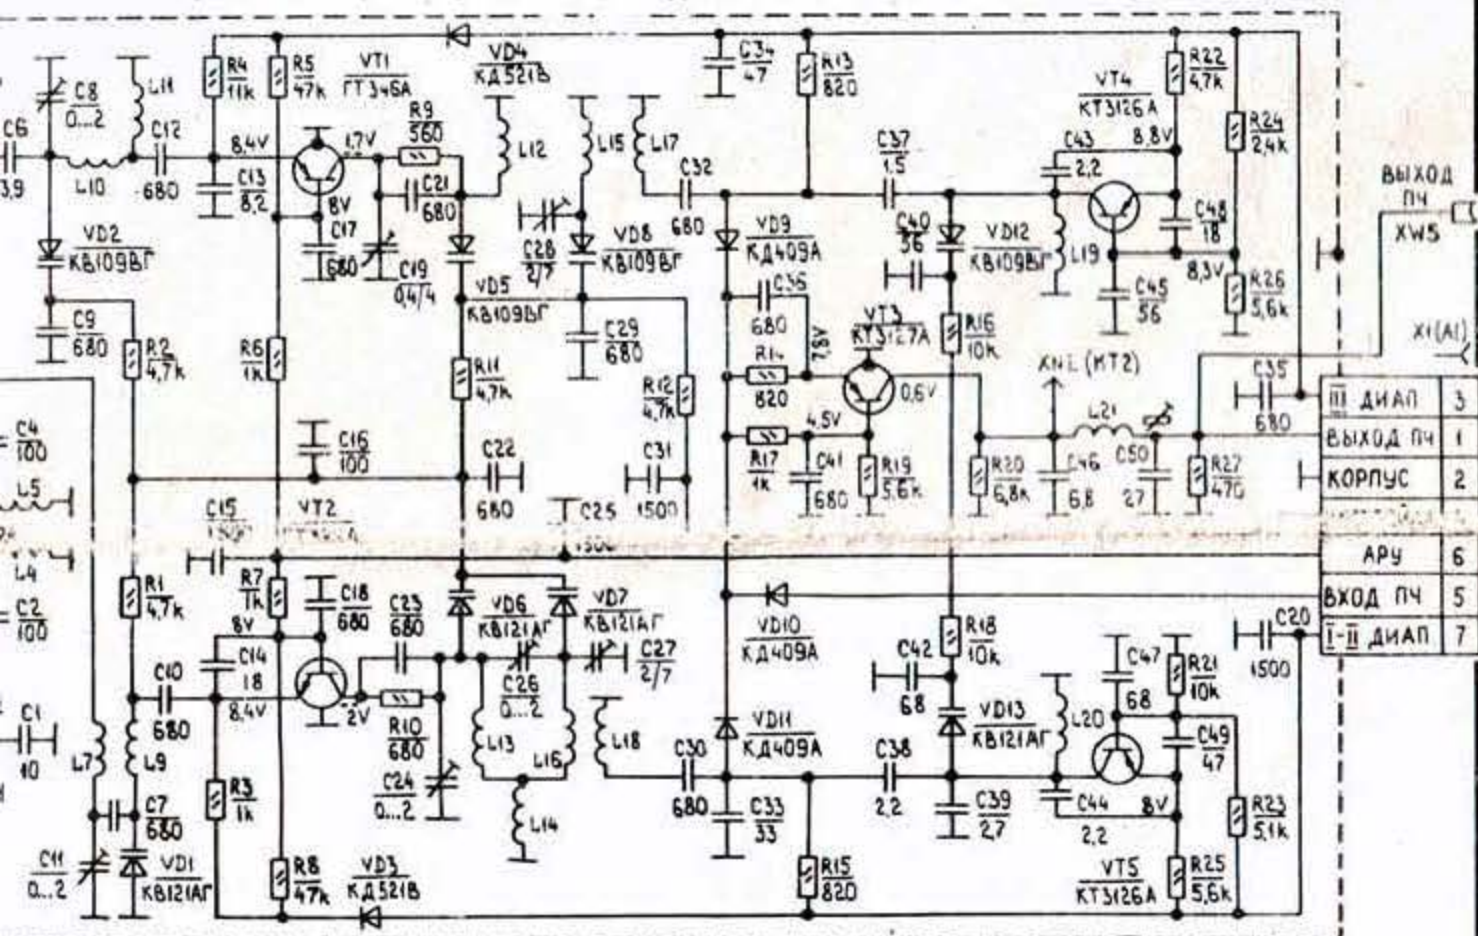 C6
3,9
C8
0...2
L11
L10
C12
680
R4
11k
R5
47k
VT1
ГТ346А
VD4
КД521В
C34
47
R13
820
VT4
КТ3126А
R22
4,7k
R24
2,4k
ВЫХОД
ПЧ
XW5
8,4V
1,7V
R9
560
L12
L15
L17
C37
1.5
C43
2,2
8,8V
C13
8,2
8V
C17
680
C21
680
C19
0,4/4
C28
2/7
C32
680
C40
56
L19
C48
18
8,3V
VD2
КВ109ВГ
VD5
КВ109ВГ
VD8
КВ109ВГ
VD9
КД409А
VD12
КВ109ВГ
C45
56
R26
5,6k
C9
680
R2
4,7k
R6
1k
R11
4,7k
C29
680
R12
4,7k
C36
680
R14
820
VT3
КТ3127А
0,6V
R16
10k
XN1 (КТ2)
L21
C35
680
X1(A1)
III ДИАП 3
ВЫХОД ПЧ 1
КОРПУС 2
АРУ 6
ВХОД ПЧ 5
I-II ДИАП 7
C4
100
L5
C16
100
C22
680
C31
1500
4.5V
R17
1k
C41
680
R19
5.6k
R20
6,8k
C46
6,8
C50
27
R27
470
L4
C15
VT2
C25
C2
100
R1
4,7k
R7
1k
C18
680
C23
680
VD6
КВ121АГ
VD7
КВ121АГ
C27
2/7
VD10
КД409А
R18
10k
C20
1500
8V
C14
18
8,4V
C10
680
2V
R10
680
C26
0...2
C42
68
C47
68
R21
10k
C1
10
L7
L9
R3
1k
C24
0...2
L13
L16
L18
C30
680
VD11
КД409А
C38
2,2
VD13
КВ121АГ
L20
C49
47
C7
680
C11
0...2
VD1
КВ121АГ
R8
47k
VD3
КД521В
L14
C33
33
R15
820
C39
2,7
C44
2,2
8V
VT5
КТ3126А
R25
5,6k
R23
5,1k